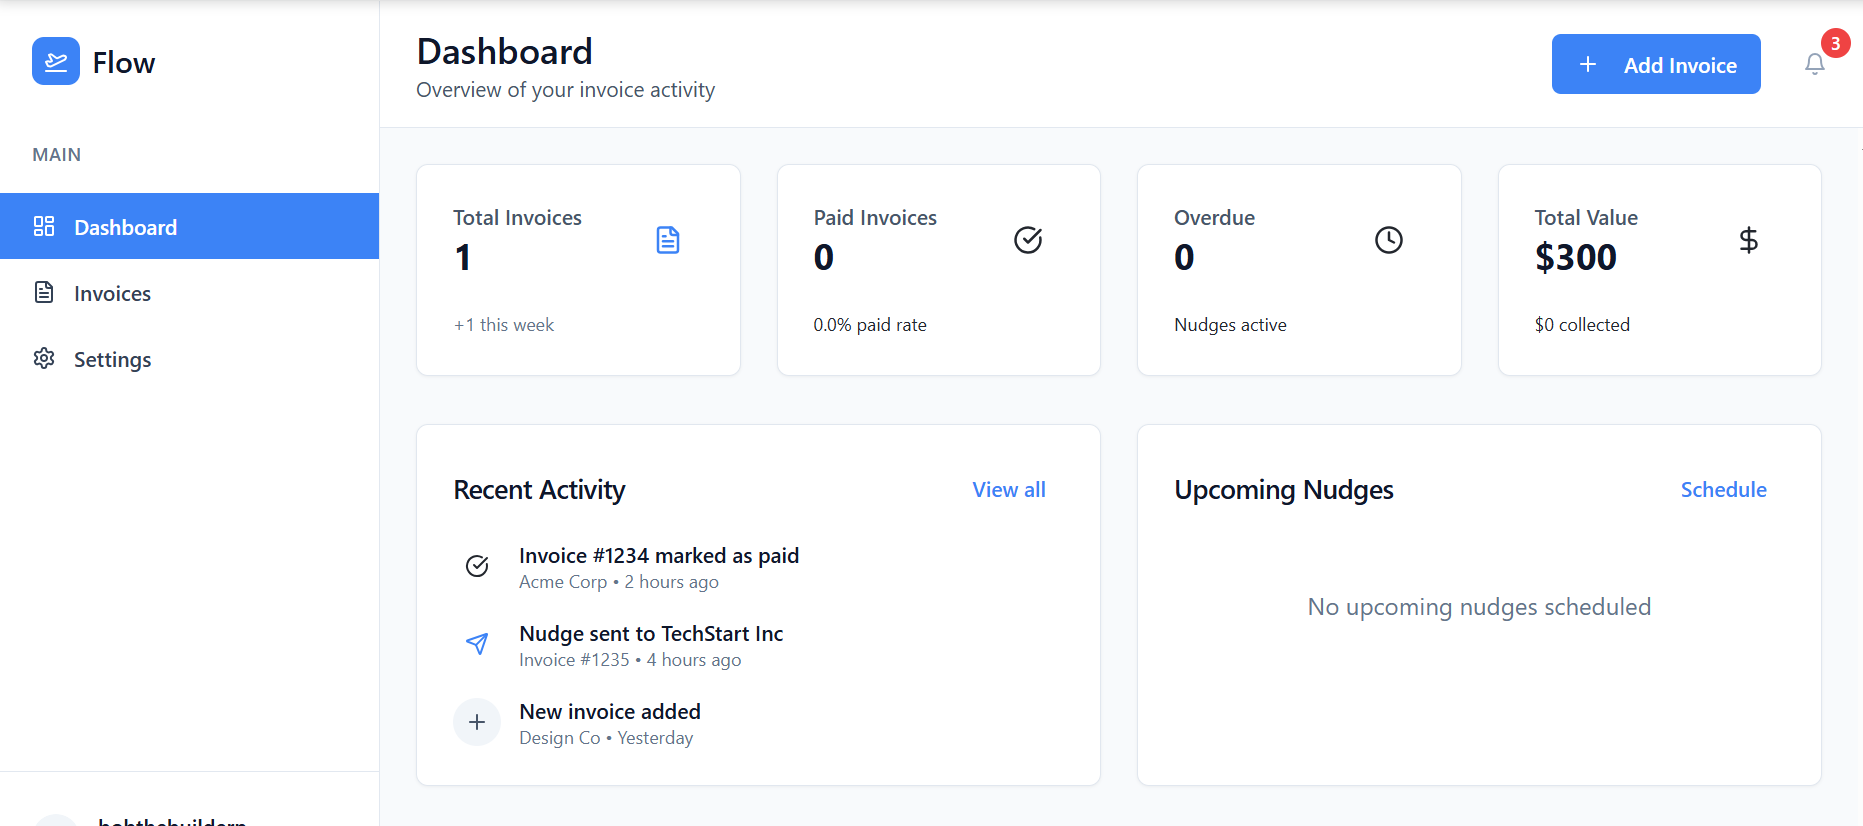 Flow
MAIN
Dashboard
Invoices
Settings
Dashboard
Overview of your invoice activity
+ Add Invoice
3
Total Invoices
1
+1 this week
Paid Invoices
0
0.0% paid rate
Overdue
0
Nudges active
Total Value
$300
$0 collected
$
Recent Activity
View all
Invoice #1234 marked as paid
Acme Corp • 2 hours ago
Nudge sent to TechStart Inc
Invoice #1235 • 4 hours ago
New invoice added
Design Co • Yesterday
Upcoming Nudges
Schedule
No upcoming nudges scheduled